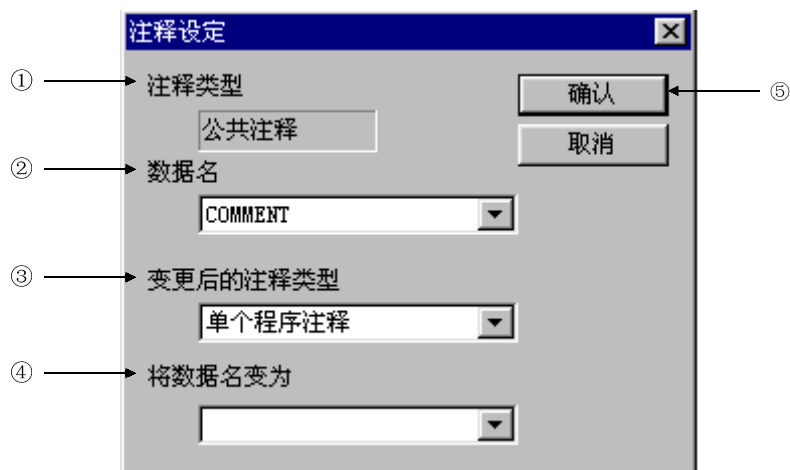 注释设定
① 注释类型 确认 ⑤
公共注释
取消
② 数据名
COMMENT
③ 变更后的注释类型
单个程序注释
④ 将数据名变为